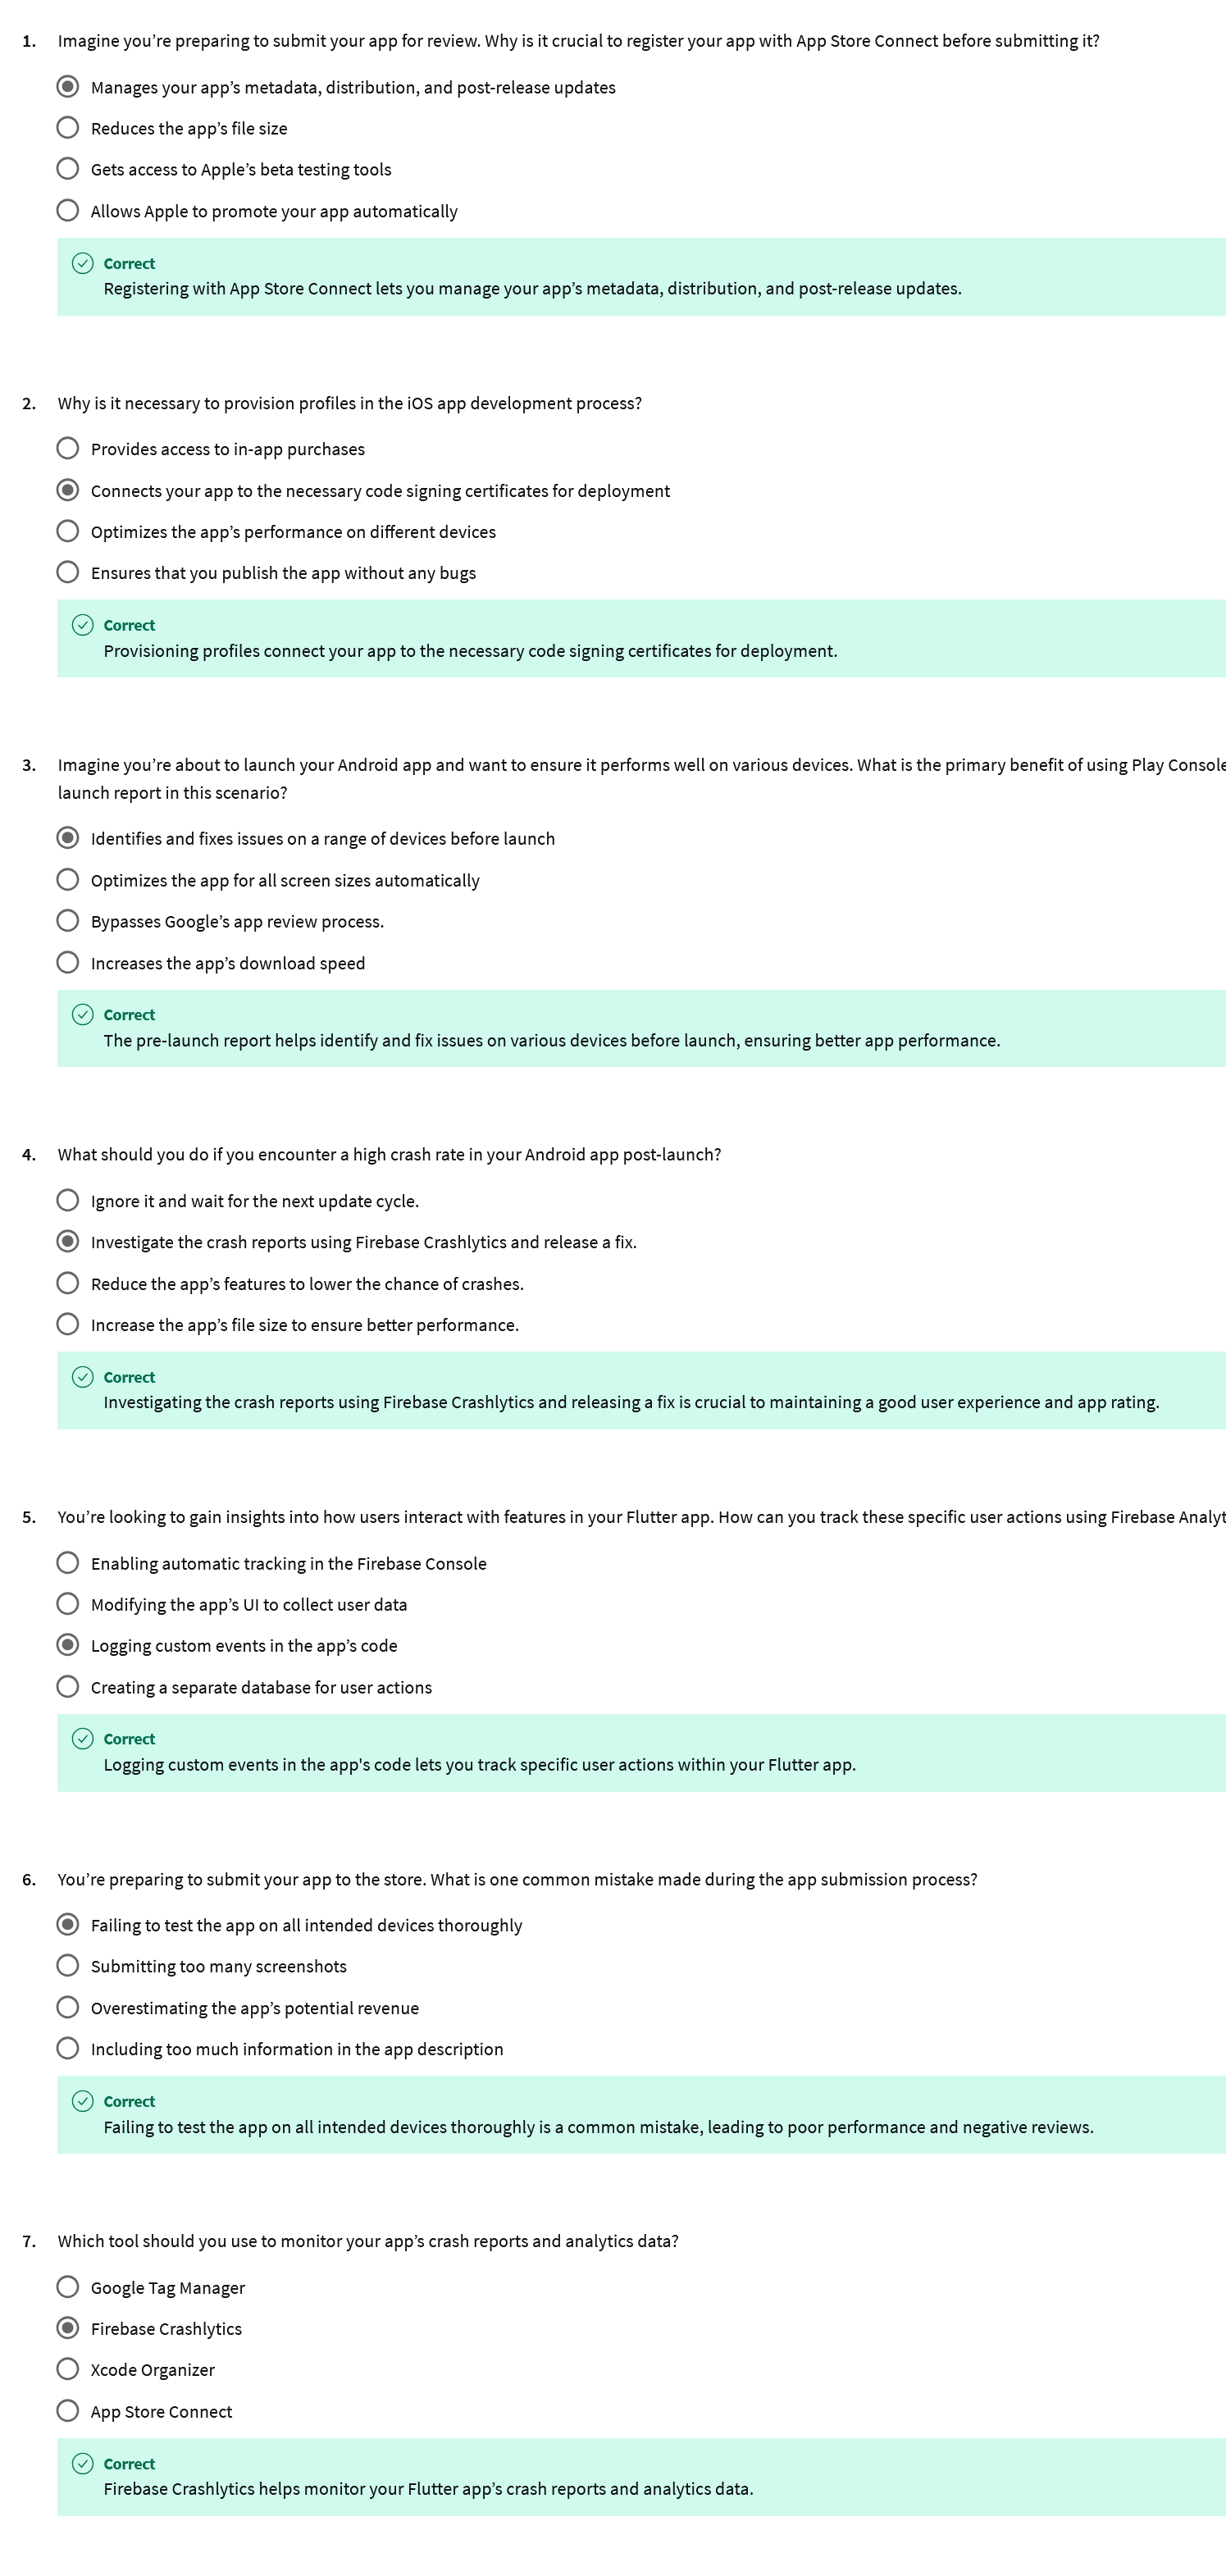 1. Imagine you’re preparing to submit your app for review. Why is it crucial to register your app with App Store Connect before submitting it?
Manages your app’s metadata, distribution, and post-release updates
Reduces the app’s file size
Gets access to Apple’s beta testing tools
Allows Apple to promote your app automatically
Correct
Registering with App Store Connect lets you manage your app’s metadata, distribution, and post-release updates.
2. Why is it necessary to provision profiles in the iOS app development process?
Provides access to in-app purchases
Connects your app to the necessary code signing certificates for deployment
Optimizes the app’s performance on different devices
Ensures that you publish the app without any bugs
Correct
Provisioning profiles connect your app to the necessary code signing certificates for deployment.
3. Imagine you’re about to launch your Android app and want to ensure it performs well on various devices. What is the primary benefit of using Play Console
launch report in this scenario?
Identifies and fixes issues on a range of devices before launch
Optimizes the app for all screen sizes automatically
Bypasses Google’s app review process.
Increases the app’s download speed
Correct
The pre-launch report helps identify and fix issues on various devices before launch, ensuring better app performance.
4. What should you do if you encounter a high crash rate in your Android app post-launch?
Ignore it and wait for the next update cycle.
Investigate the crash reports using Firebase Crashlytics and release a fix.
Reduce the app’s features to lower the chance of crashes.
Increase the app’s file size to ensure better performance.
Correct
Investigating the crash reports using Firebase Crashlytics and releasing a fix is crucial to maintaining a good user experience and app rating.
5. You’re looking to gain insights into how users interact with features in your Flutter app. How can you track these specific user actions using Firebase Analyt
Enabling automatic tracking in the Firebase Console
Modifying the app’s UI to collect user data
Logging custom events in the app’s code
Creating a separate database for user actions
Correct
Logging custom events in the app's code lets you track specific user actions within your Flutter app.
6. You’re preparing to submit your app to the store. What is one common mistake made during the app submission process?
Failing to test the app on all intended devices thoroughly
Submitting too many screenshots
Overestimating the app’s potential revenue
Including too much information in the app description
Correct
Failing to test the app on all intended devices thoroughly is a common mistake, leading to poor performance and negative reviews.
7. Which tool should you use to monitor your app’s crash reports and analytics data?
Google Tag Manager
Firebase Crashlytics
Xcode Organizer
App Store Connect
Correct
Firebase Crashlytics helps monitor your Flutter app’s crash reports and analytics data.